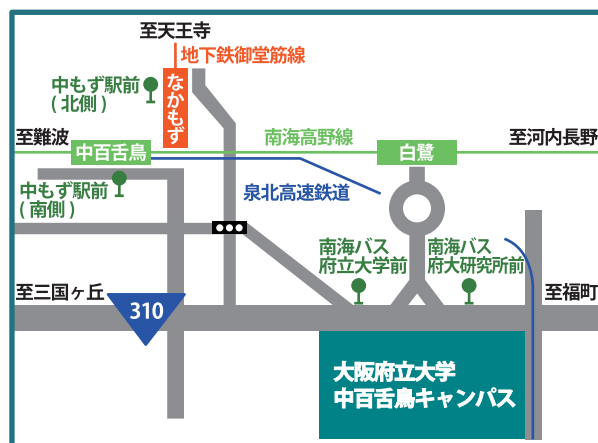 至天王寺
地下鉄御堂筋線
中もず駅前
( 北側 )
なかもず
至難波
中百舌鳥
南海高野線
白鷺
至河内長野
中もず駅前
( 南側 )
泉北高速鉄道
南海バス
府立大学前
南海バス
府大研究所前
至三国ヶ丘
310
至福町
大阪府立大学
中百舌鳥キャンパス